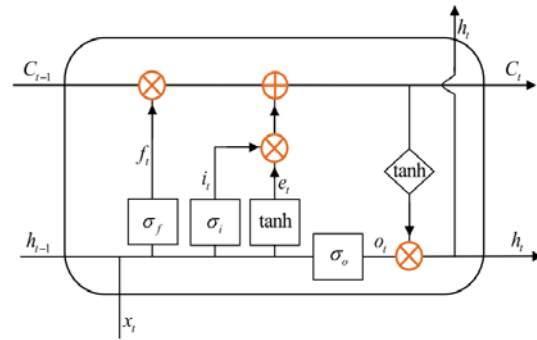 h_t
C_{t-1} C_t
f_t i_t e_t tanh
σ_f σ_i tanh
h_{t-1} σ_o o_t h_t
x_t